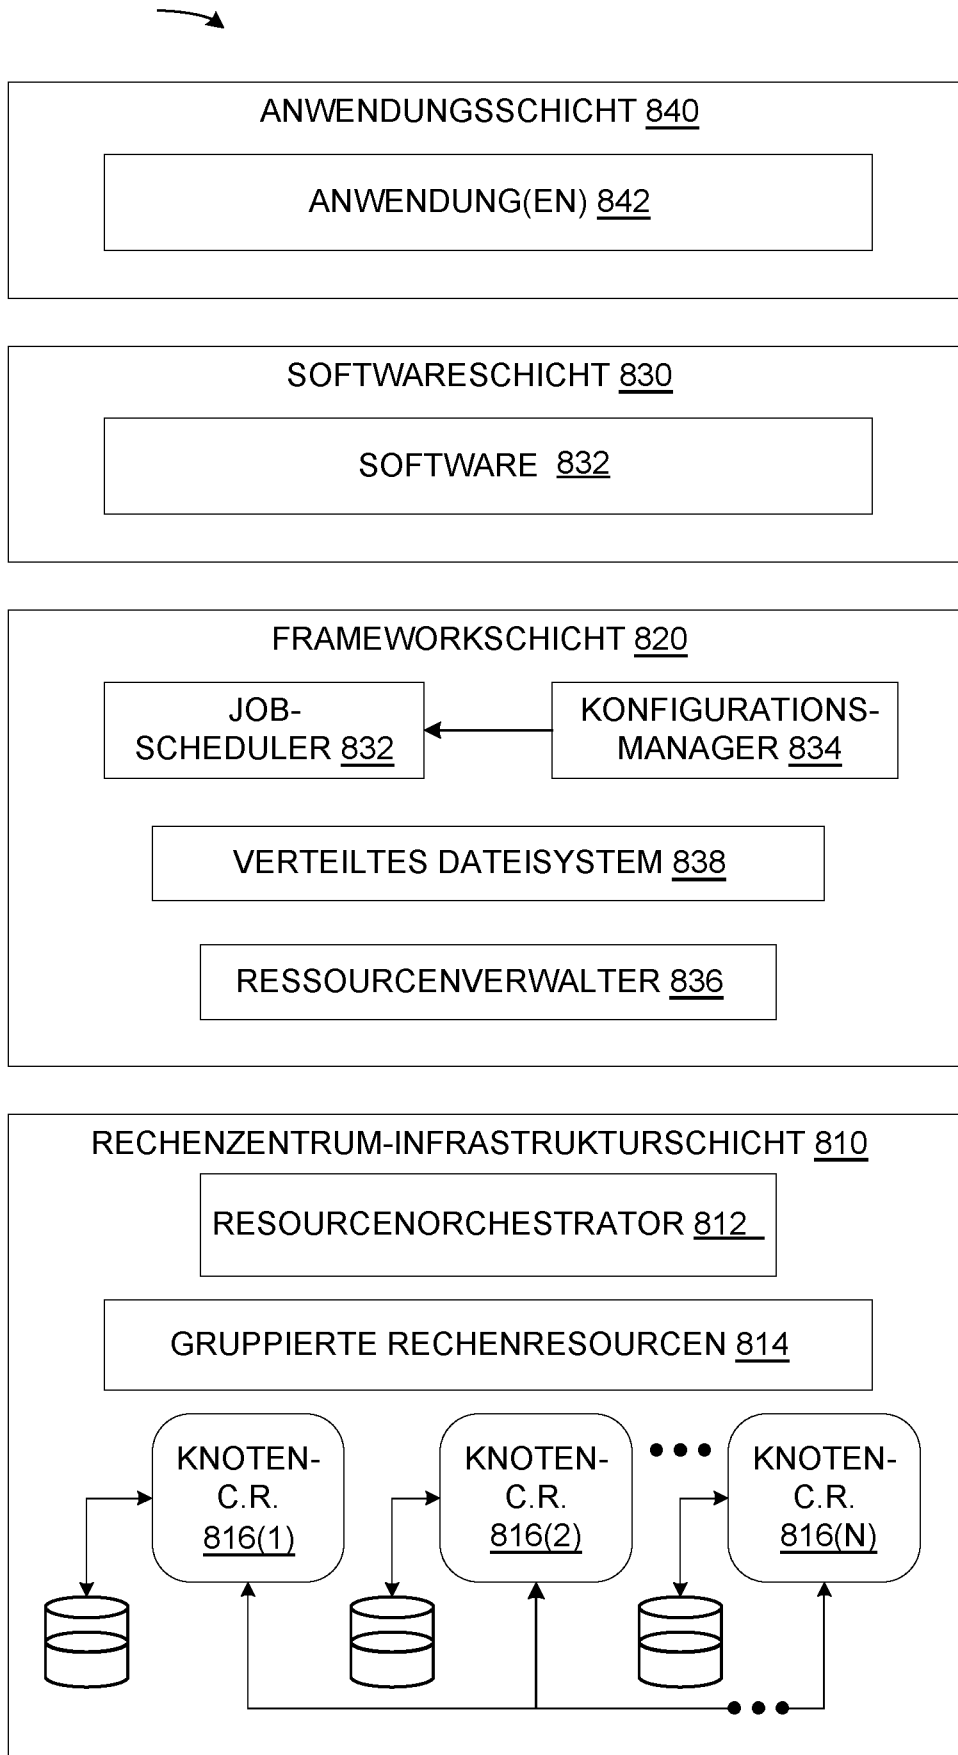 ANWENDUNGSSCHICHT 840
ANWENDUNG(EN) 842
SOFTWARESCHICHT 830
SOFTWARE 832
FRAMEWORKSCHICHT 820
JOB-
SCHEDULER 832
KONFIGURATIONS-
MANAGER 834
VERTEILTES DATEISYSTEM 838
RESSOURCENVERWALTER 836
RECHENZENTRUM-INFRASTRUKTURSCHICHT 810
RESOURCENORCHESTRATOR 812
GRUPPIERTE RECHENRESOURCEN 814
KNOTEN-
C.R.
816(1)
KNOTEN-
C.R.
816(2)
KNOTEN-
C.R.
816(N)